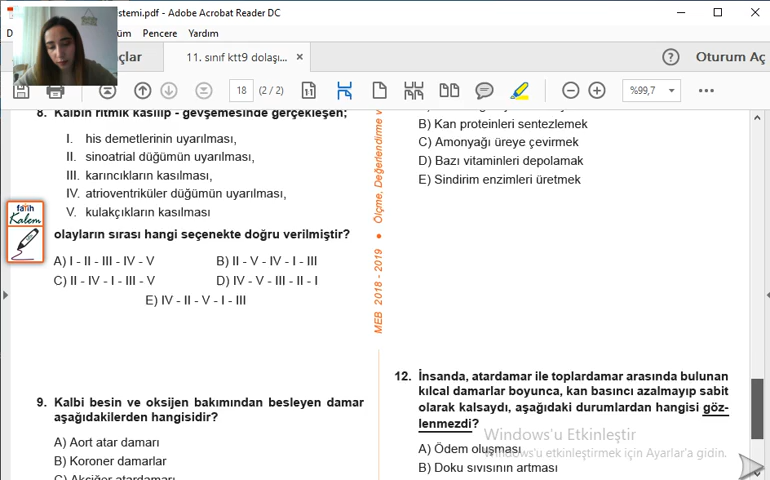 stemi.pdf - Adobe Acrobat Reader DC
üm Pencere Yardım
çlar
11. sınıf ktt9 dolaşı... ×
Oturum Aç
18 (2 / 2)
%99,7
8. Kalbin ritmik kasılıp - gevşemesinde gerçekleşen;
I. his demetlerinin uyarılması,
II. sinoatrial düğümün uyarılması,
III. karıncıkların kasılması,
IV. atrioventriküler düğümün uyarılması,
V. kulakçıkların kasılması
olayların sırası hangi seçenekte doğru verilmiştir?
A) I - II - III - IV - V
B) II - V - IV - I - III
C) II - IV - I - III - V
D) IV - V - III - II - I
E) IV - II - V - I - III
9. Kalbi besin ve oksijen bakımından besleyen damar
aşağıdakilerden hangisidir?
A) Aort atar damarı
B) Koroner damarlar
C) Akciğer atardamarı
fatih
Kalem
MEB 2018 - 2019 ● Ölçme, Değerlendirme v
B) Kan proteinleri sentezlemek
C) Amonyağı üreye çevirmek
D) Bazı vitaminleri depolamak
E) Sindirim enzimleri üretmek
12. İnsanda, atardamar ile toplardamar arasında bulunan
kılcal damarlar boyunca, kan basıncı azalmayıp sabit
olarak kalsaydı, aşağıdaki durumlardan hangisi göz-
lenmezdi?
A) Ödem oluşması
B) Doku sıvısının artması
Windows'u Etkinleştir
Windows'u etkinleştirmek için Ayarlar'a gidin.